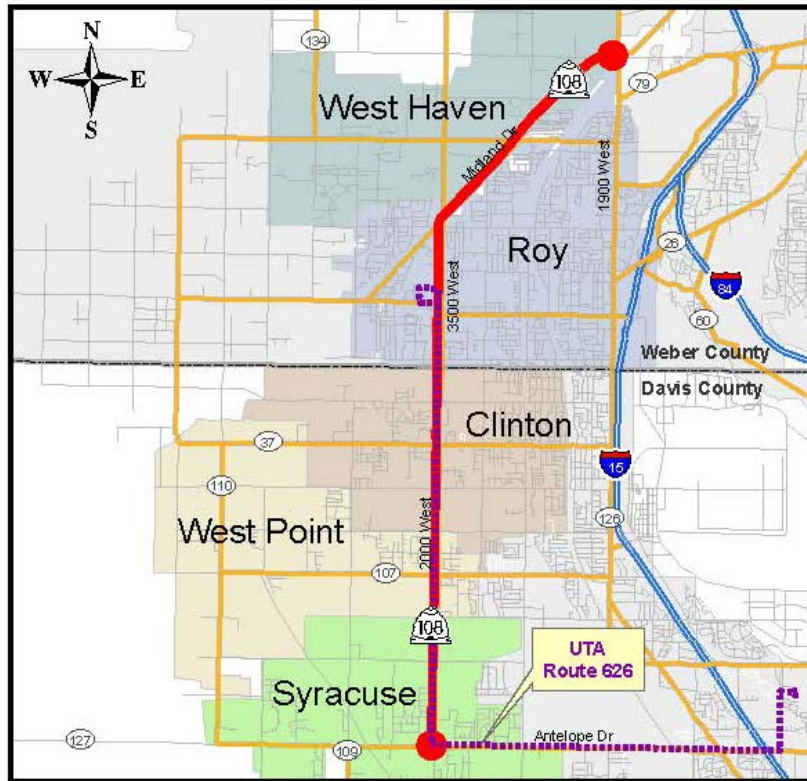 N
W E
S
134
108
79
West Haven
Midland Dr
1900 West
Roy
26
84
3500 West
60
Weber County
Davis County
Clinton
37
15
110
126
West Point
2000 West
107
108
UTA
Route 626
Syracuse
Antelope Dr
127
109